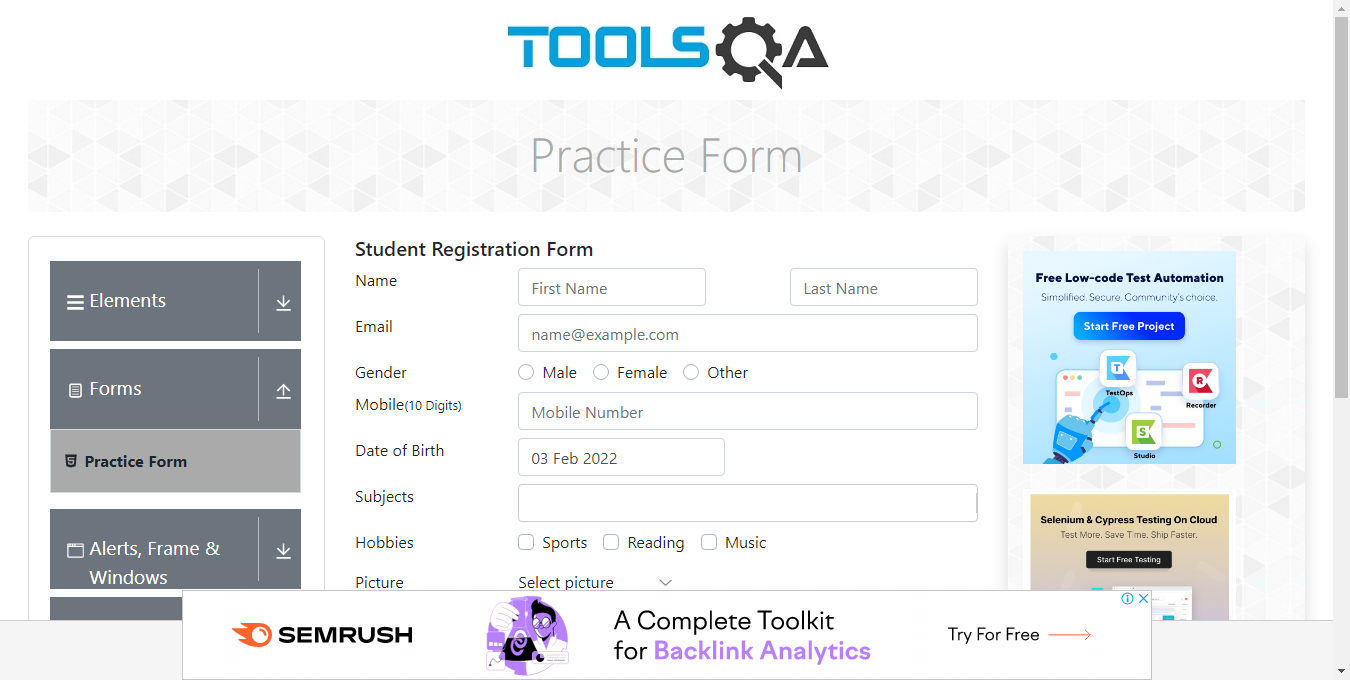 TOOLSQA
Practice Form
Elements
Forms
Practice Form
Alerts, Frame &
Windows
Student Registration Form
Name
First Name
Last Name
Email
name@example.com
Gender
Male
Female
Other
Mobile(10 Digits)
Mobile Number
Date of Birth
03 Feb 2022
Subjects
Hobbies
Sports
Reading
Music
Picture
Select picture
Free Low-code Test Automation
Simplified. Secure. Community's choice.
Start Free Project
T
TestOps
R
Recorder
S
Studio
Selenium & Cypress Testing On Cloud
Test More. Save Time. Ship Faster.
Start Free Testing
SEMRUSH
A Complete Toolkit
for Backlink Analytics
Try For Free